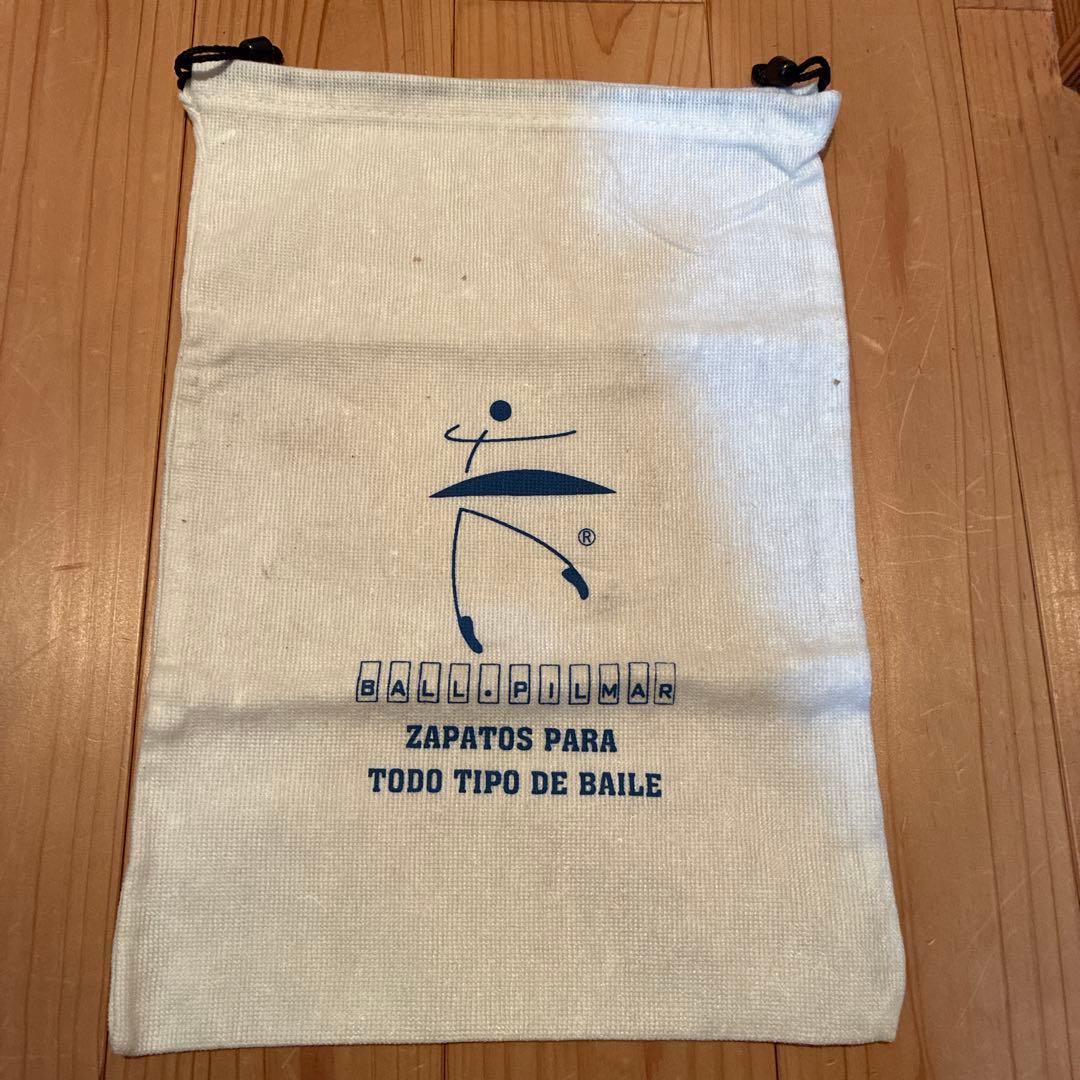 ®
BALL.PILMAR
ZAPATOS PARA
TODO TIPO DE BAILE